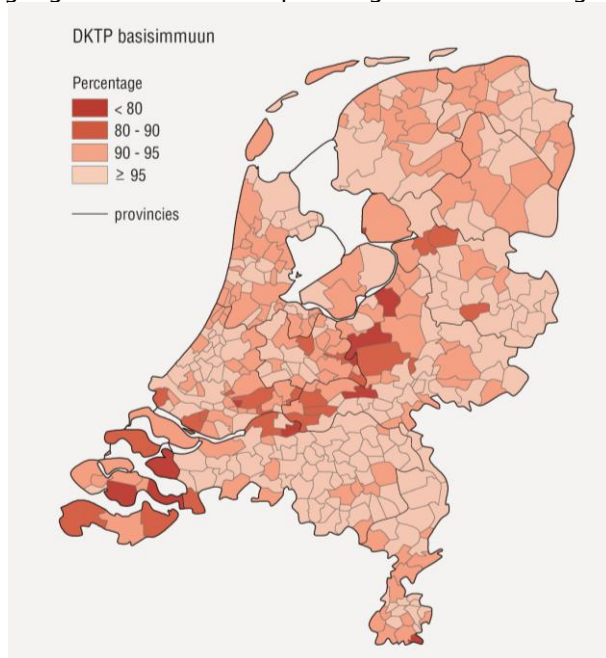 DKTP basisimmuun
Percentage
< 80
80 - 90
90 - 95
≥ 95
provincies